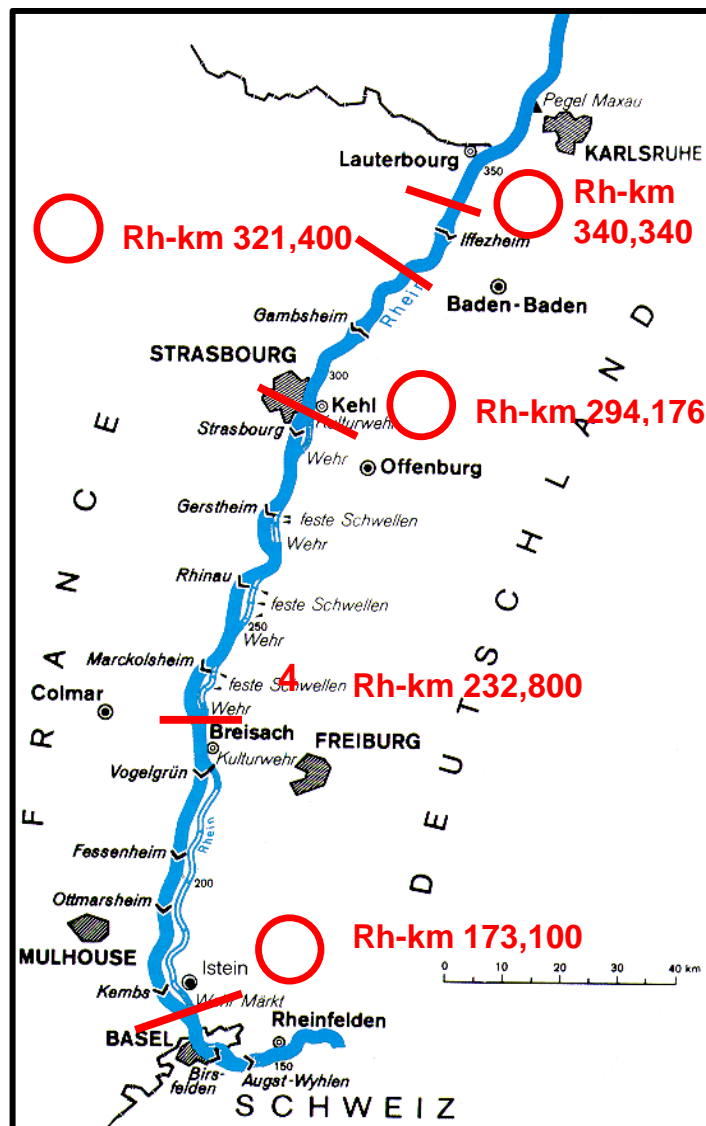 Pegel Maxau
KARLSRUHE
Lauterbourg
350
Rh-km
340,340
Rh-km 321,400
Iffezheim
Baden-Baden
Rhein
Gambsheim
STRASBOURG
300
Kehl
Kulturwehr
Rh-km 294,176
Strasbourg
Wehr
Offenburg
Gerstheim
feste Schwellen
Wehr
Rhinau
feste Schwellen
250
Wehr
Marckolsheim
4
feste Schwellen
Rh-km 232,800
Colmar
Wehr
Breisach
Kulturwehr
FREIBURG
Vogelgrün
Rhein
Fessenheim
200
Ottmarsheim
MULHOUSE
Rh-km 173,100
Istein
0 10 20 30 40 km
Kembs
Wehr Märkt
BASEL
Rheinfelden
Birs-
felden
150
Augst-Wyhlen
SCHWEIZ
FRANCE
DEUTSCHLAND